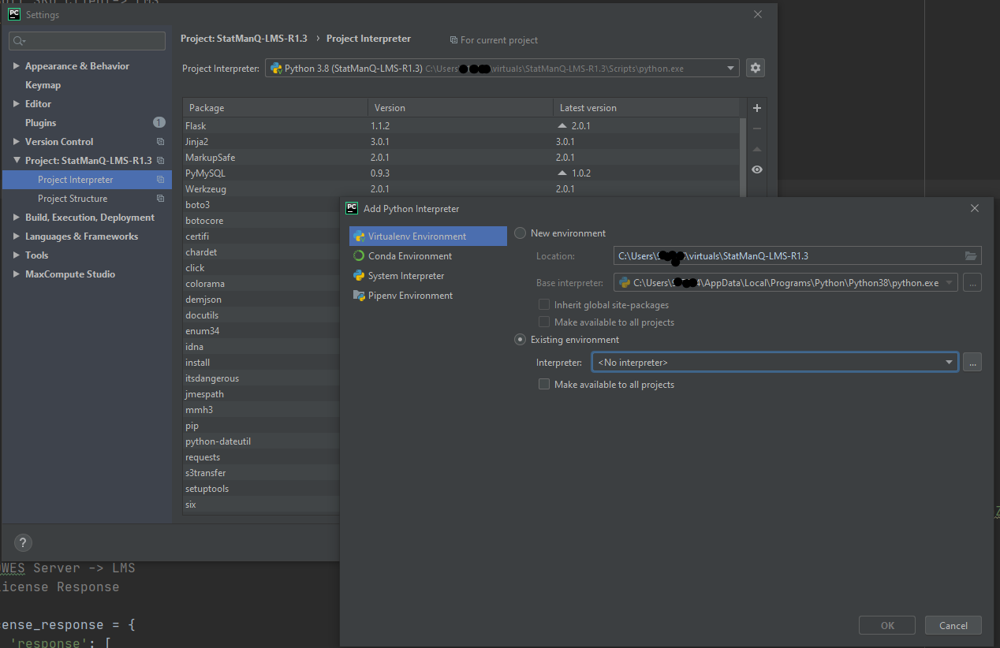 PC Settings
Project: StatManQ-LMS-R1.3 › Project Interpreter
For current project
Appearance & Behavior
Keymap
Editor
Plugins
1
Version Control
Project: StatManQ-LMS-R1.3
Project Interpreter
Project Structure
Build, Execution, Deployment
Languages & Frameworks
Tools
MaxCompute Studio
?
Project Interpreter:
Python 3.8 (StatManQ-LMS-R1.3) C:\Users \virtuals\StatManQ-LMS-R1.3\Scripts\python.exe
Package Version Latest version
Flask 1.1.2 2.0.1
Jinja2 3.0.1 3.0.1
MarkupSafe 2.0.1 2.0.1
PyMySQL 0.9.3 1.0.2
Werkzeug 2.0.1 2.0.1
boto3
botocore
certifi
chardet
click
colorama
demjson
docutils
enum34
idna
install
itsdangerous
jmespath
mmh3
pip
python-dateutil
requests
s3transfer
setuptools
six
PC Add Python Interpreter
Virtualenv Environment
Conda Environment
System Interpreter
Pipenv Environment
New environment
Location: C:\Users\ \virtuals\StatManQ-LMS-R1.3
Base interpreter: C:\Users\ \AppData\Local\Programs\Python\Python38\python.exe ...
Inherit global site-packages
Make available to all projects
Existing environment
Interpreter: <No interpreter> ...
Make available to all projects
OK Cancel
Server -> LMS
icense Response
ense_response = {
'response': [